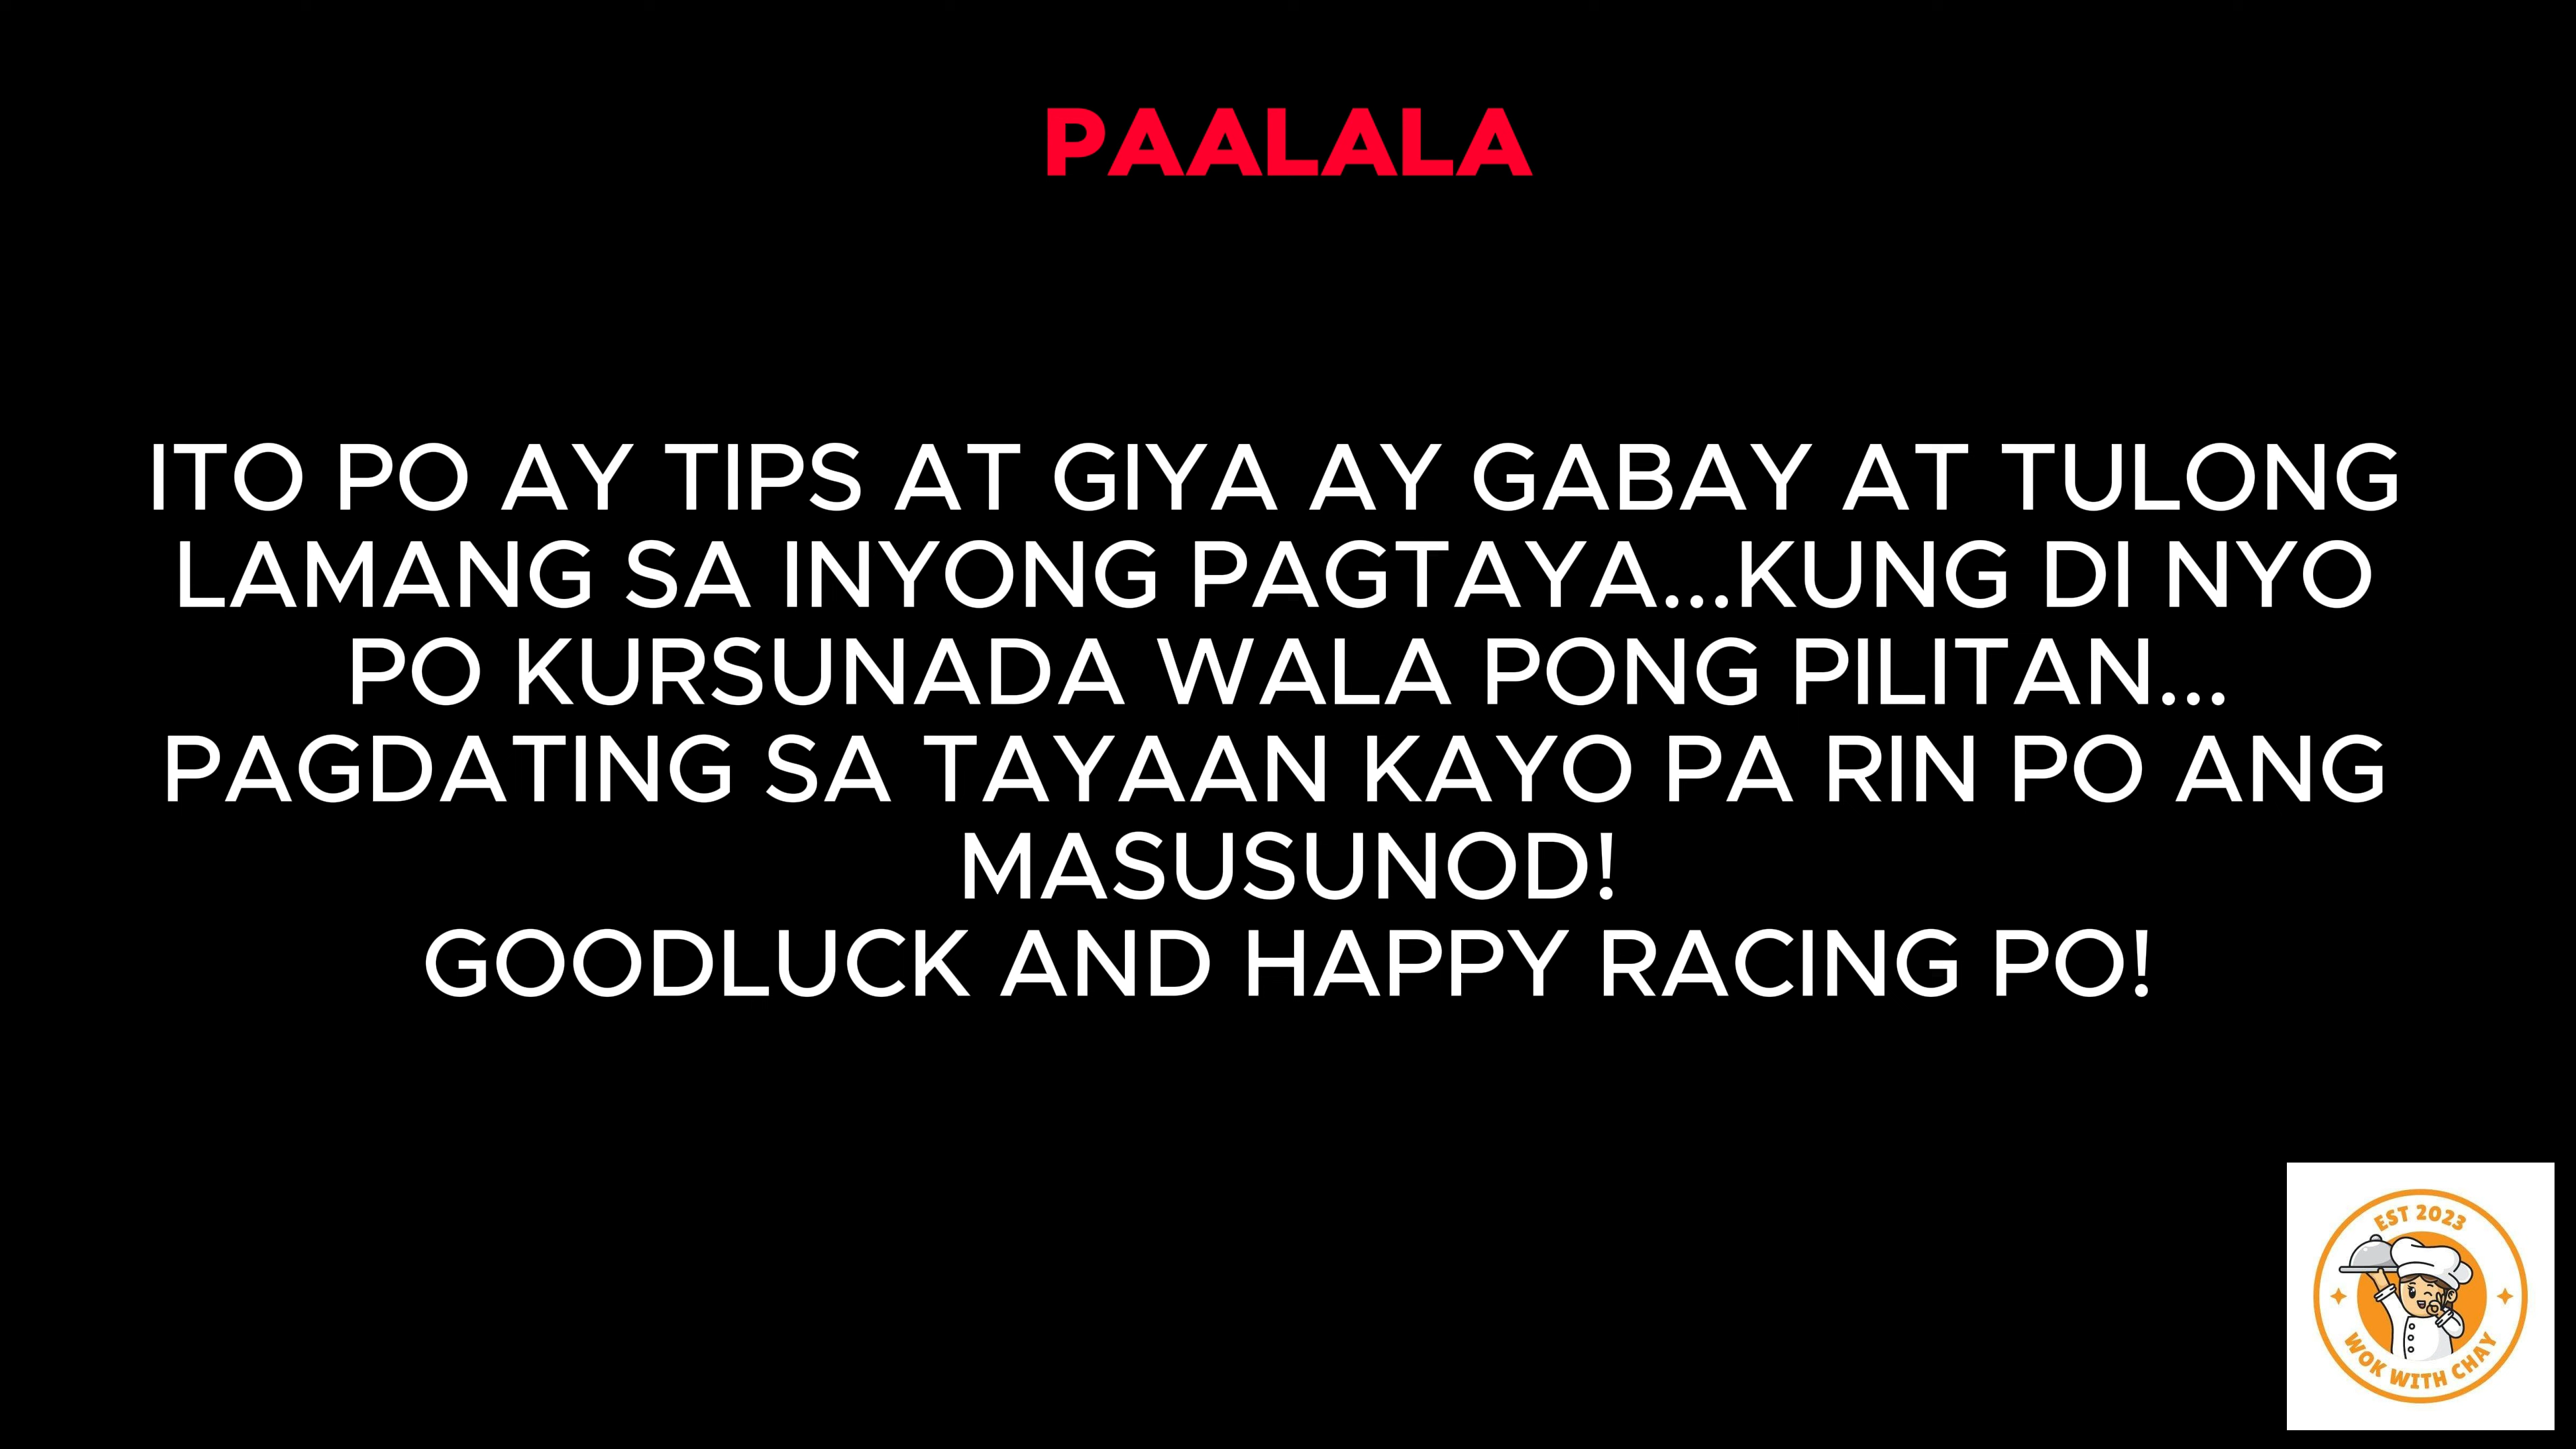 PAALALA
ITO PO AY TIPS AT GIYA AY GABAY AT TULONG
LAMANG SA INYONG PAGTAYA...KUNG DI NYO
PO KURSUNADA WALA PONG PILITAN...
PAGDATING SA TAYAAN KAYO PA RIN PO ANG
MASUSUNOD!
GOODLUCK AND HAPPY RACING PO!
EST 2023
WOK WITH CHAY